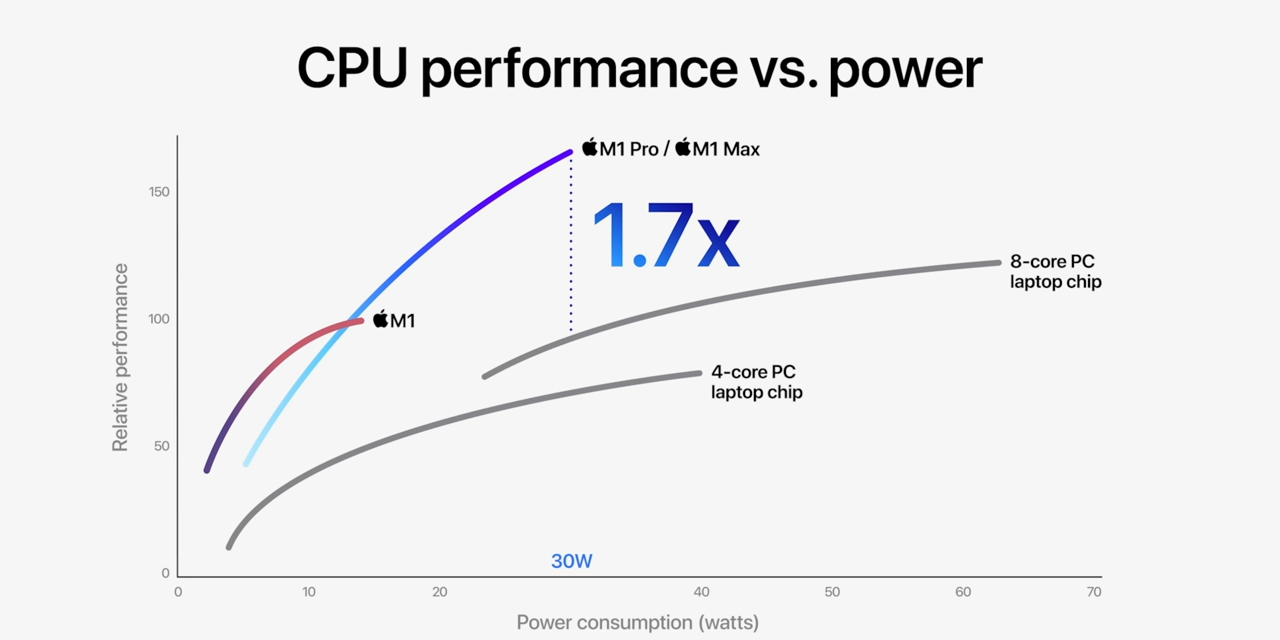 CPU performance vs. power
M1 Pro / M1 Max
1.7x
8-core PC
laptop chip
M1
4-core PC
laptop chip
Relative performance
150
100
50
0
30W
0 10 20 40 50 60 70
Power consumption (watts)